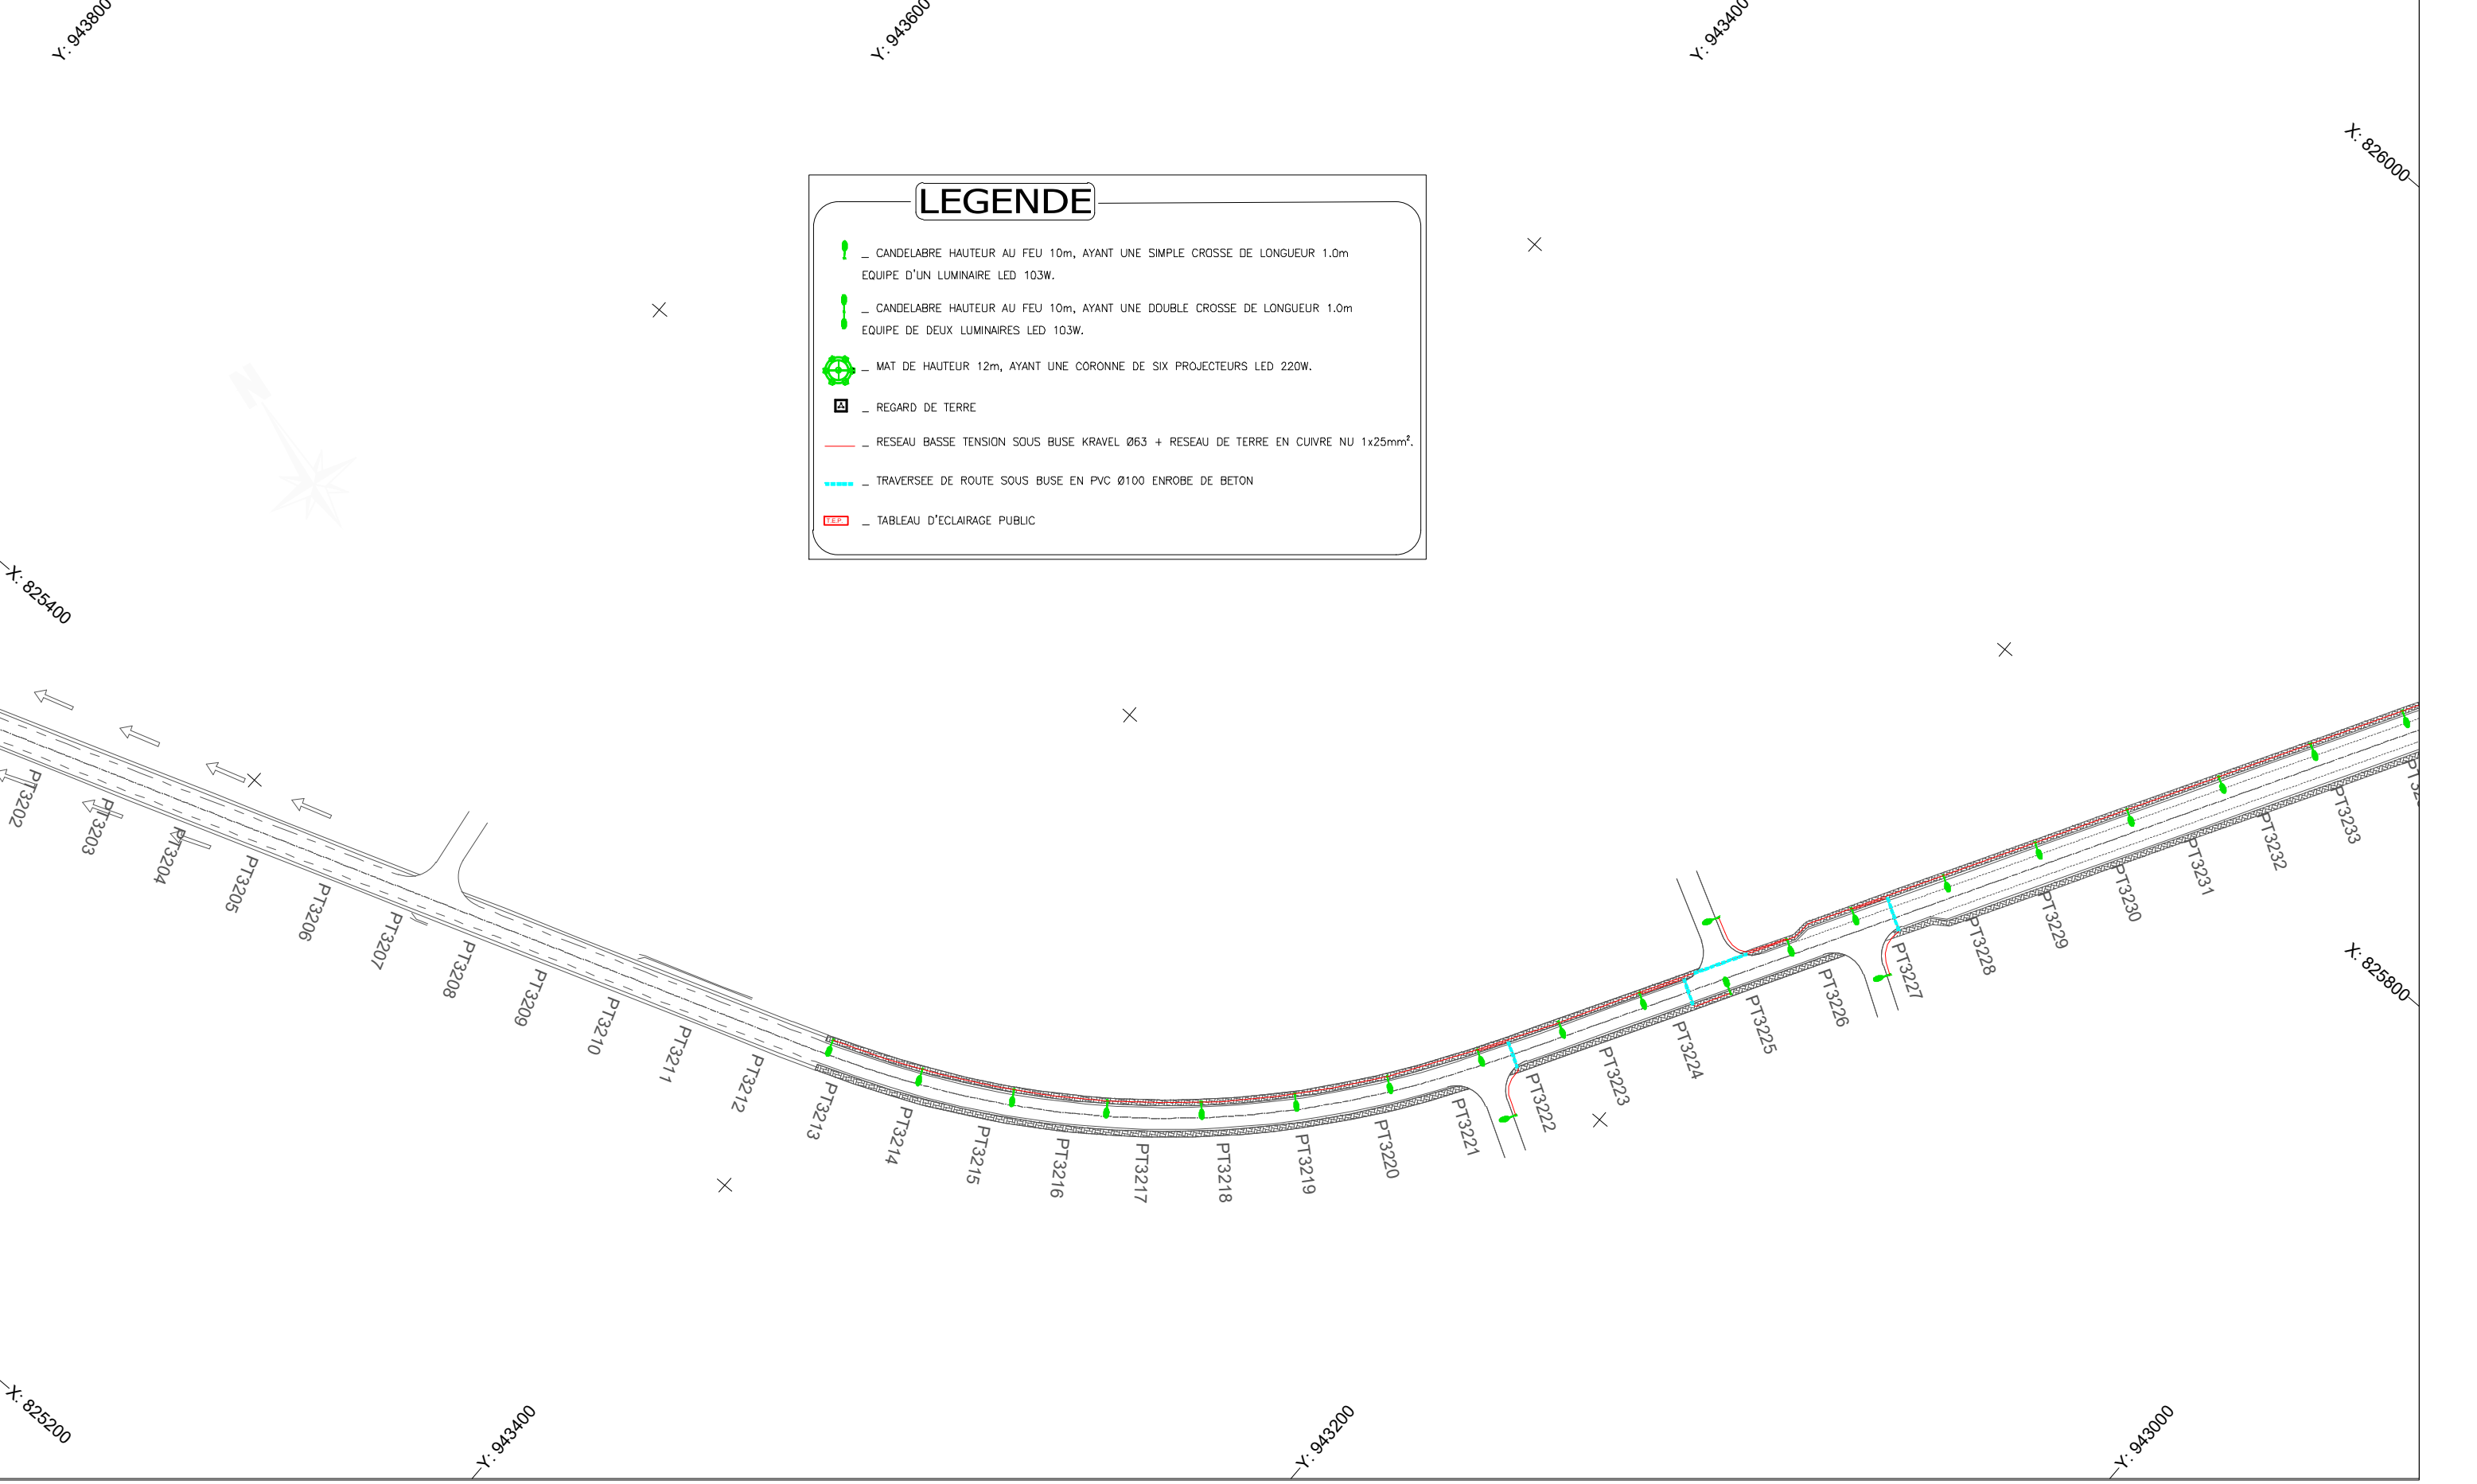 Y: 943800
Y: 943600
Y: 943400
X: 826000
LEGENDE
_ CANDELABRE HAUTEUR AU FEU 10m, AYANT UNE SIMPLE CROSSE DE LONGUEUR 1.0m
EQUIPE D'UN LUMINAIRE LED 103W.
_ CANDELABRE HAUTEUR AU FEU 10m, AYANT UNE DOUBLE CROSSE DE LONGUEUR 1.0m
EQUIPE DE DEUX LUMINAIRES LED 103W.
_ MAT DE HAUTEUR 12m, AYANT UNE CORONNE DE SIX PROJECTEURS LED 220W.
_ REGARD DE TERRE
_ RESEAU BASSE TENSION SOUS BUSE KRAVEL Ø63 + RESEAU DE TERRE EN CUIVRE NU 1x25mm².
_ TRAVERSEE DE ROUTE SOUS BUSE EN PVC Ø100 ENROBE DE BETON
T.E.P _ TABLEAU D'ECLAIRAGE PUBLIC
N
X: 825400
PT3202
PT3203
PT3204
PT3205
PT3206
PT3207
PT3208
PT3209
PT3210
PT3211
PT3212
PT3213
PT3214
PT3215
PT3216
PT3217
PT3218
PT3219
PT3220
PT3221
PT3222
PT3223
PT3224
PT3225
PT3226
PT3227
PT3228
PT3229
PT3230
PT3231
PT3232
PT3233
X: 825800
X: 825200
Y: 943400
Y: 943200
Y: 943000